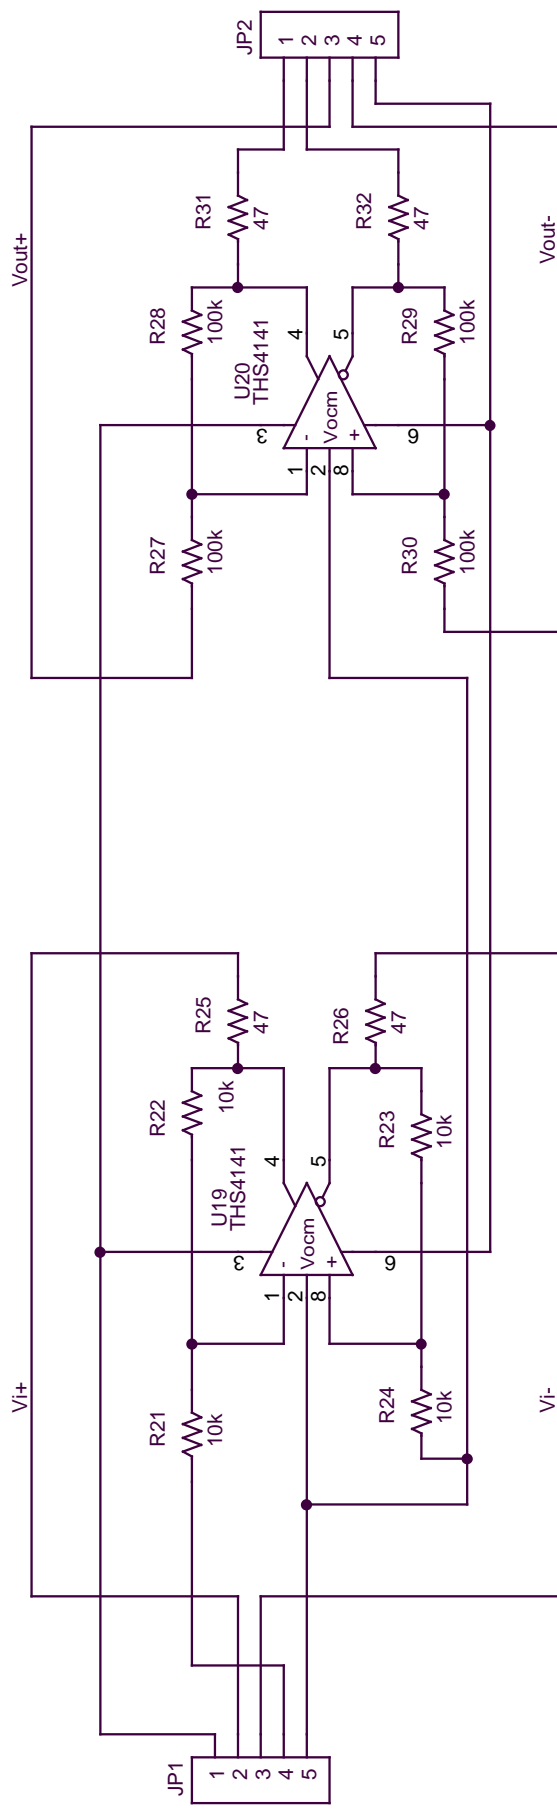 JP2
1
2
3
4
5
Vout+
Vout-
R31
47
R32
47
R28
100k
R29
100k
U20
THS4141
4
5
3
6
-
Vocm
+
1
2
8
R27
100k
R30
100k
R25
47
R26
47
R22
10k
R23
10k
U19
THS4141
4
5
3
6
-
Vocm
+
1
2
8
R21
10k
R24
10k
Vi+
Vi-
JP1
1
2
3
4
5